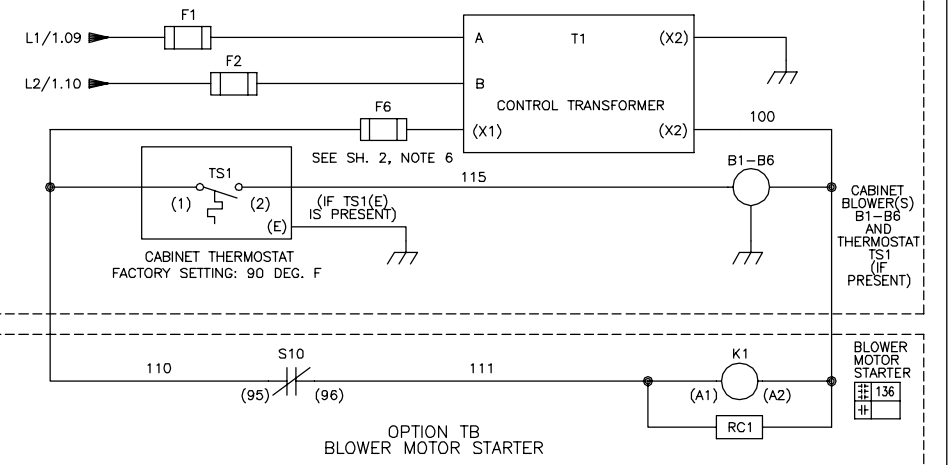 F1
L1/1.09
A
T1
(X2)
F2
L2/1.10
B
CONTROL TRANSFORMER
F6
(X1)
(X2)
100
SEE SH. 2, NOTE 6
TS1
(1)
(2)
(E)
115
(IF TS1(E)
IS PRESENT)
B1-B6
CABINET
BLOWER(S)
B1-B6
AND
THERMOSTAT
TS1
(IF
PRESENT)
CABINET THERMOSTAT
FACTORY SETTING: 90 DEG. F
110
S10
(95)
(96)
111
K1
(A1)
(A2)
RC1
BLOWER
MOTOR
STARTER
136
OPTION TB
BLOWER MOTOR STARTER